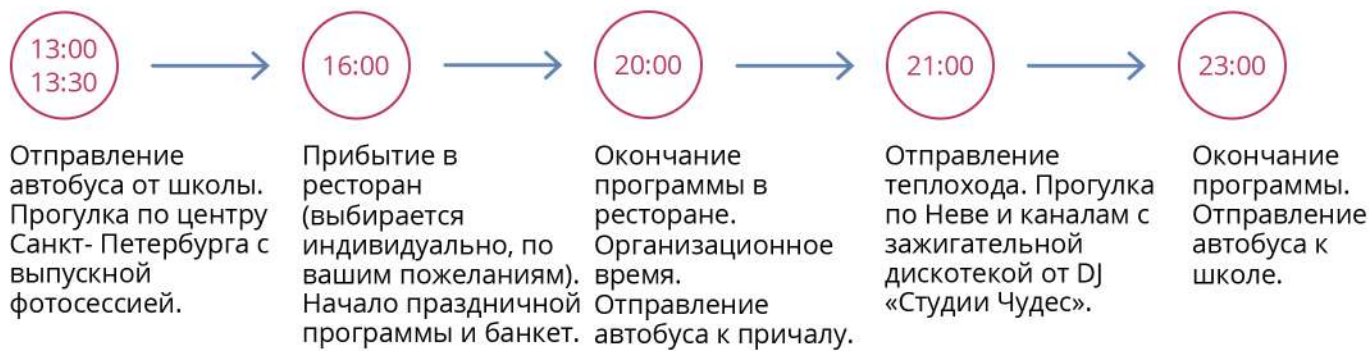 13:00
13:30
Отправление
автобуса от школы.
Прогулка по центру
Санкт- Петербурга с
выпускной
фотосессией.
16:00
Прибытие в
ресторан
(выбирается
индивидуально, по
вашим пожеланиям).
Начало праздничной
программы и банкет.
20:00
Окончание
программы в
ресторане.
Организационное
время.
Отправление
автобуса к причалу.
21:00
Отправление
теплохода. Прогулка
по Неве и каналам с
зажигательной
дискотекой от DJ
«Студии Чудес».
23:00
Окончание
программы.
Отправление
автобуса к
школе.